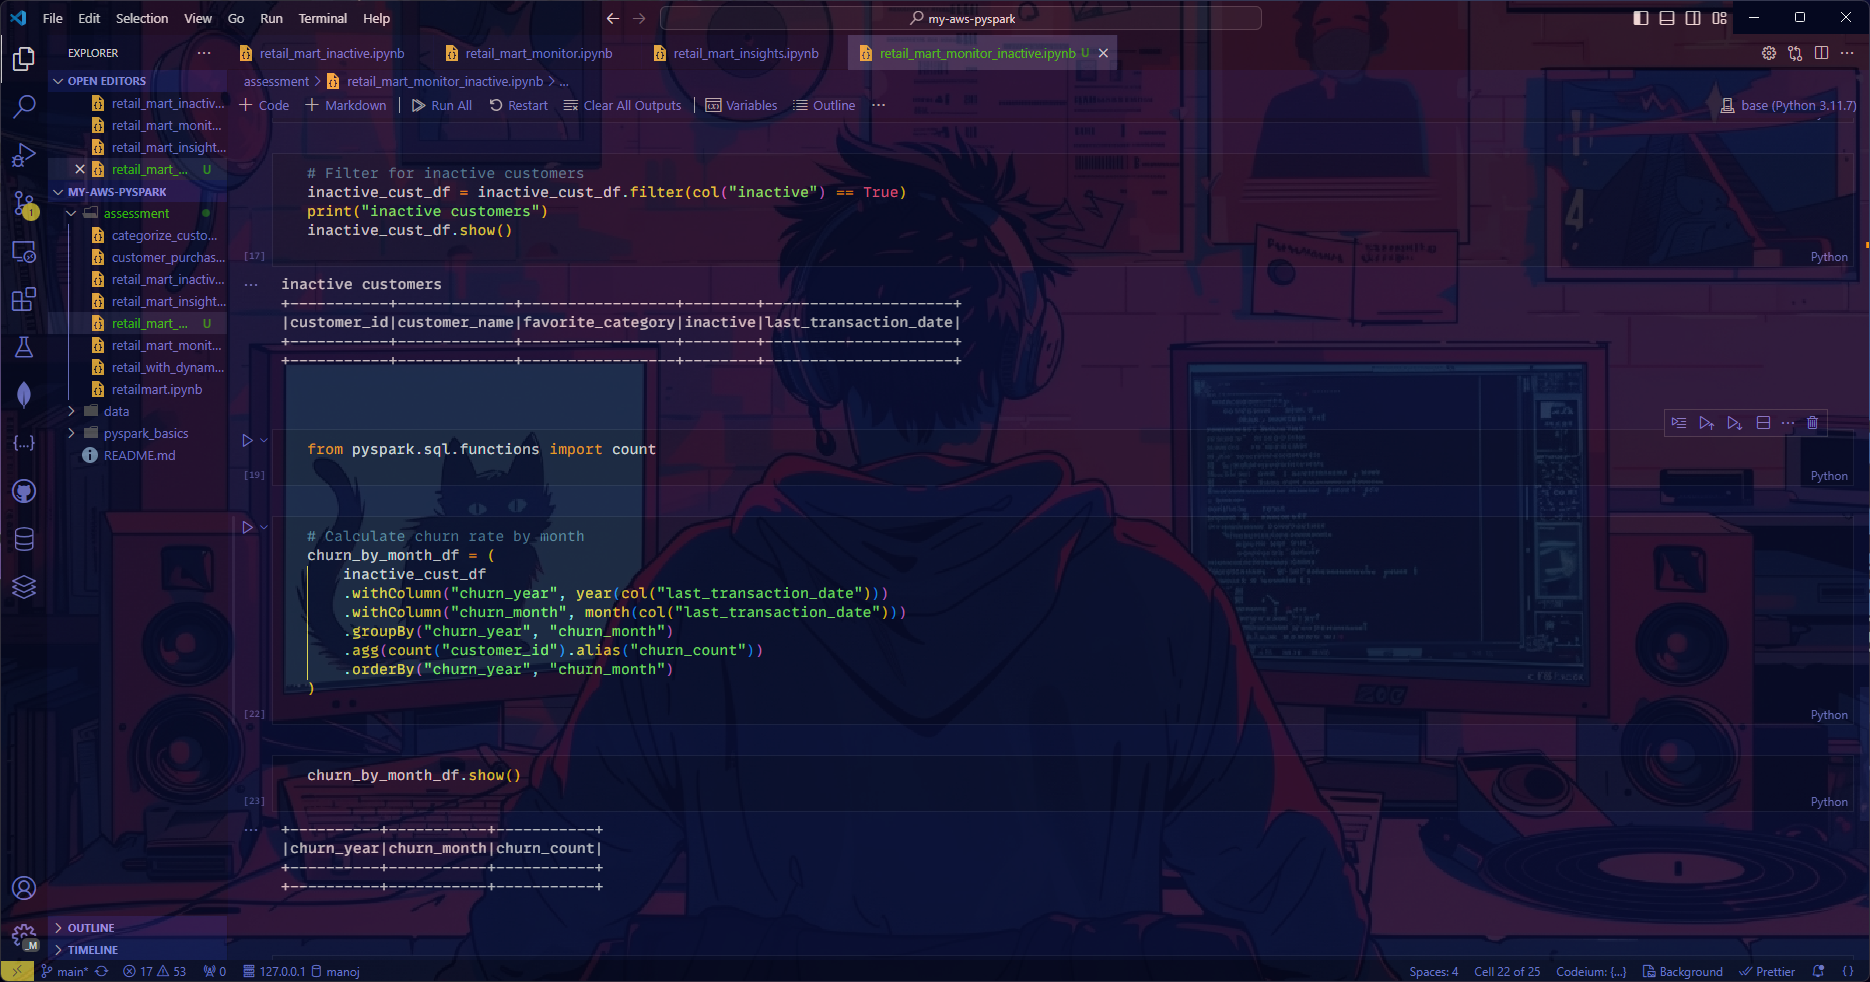 File Edit Selection View Go Run Terminal Help
my-aws-pyspark
EXPLORER
retail_mart_inactive.ipynb
retail_mart_monitor.ipynb
retail_mart_insights.ipynb
retail_mart_monitor_inactive.ipynb U
OPEN EDITORS
retail_mart_inactiv...
retail_mart_monit...
retail_mart_insight...
retail_mart_... U
MY-AWS-PYSPARK
assessment
categorize_custo...
customer_purchas...
retail_mart_inactiv...
retail_mart_insight...
retail_mart_... U
retail_mart_monit...
retail_with_dynam...
retailmart.ipynb
data
pyspark_basics
README.md
OUTLINE
TIMELINE
assessment > retail_mart_monitor_inactive.ipynb > ...
+ Code + Markdown | Run All Restart Clear All Outputs | Variables Outline ...
base (Python 3.11.7)
# Filter for inactive customers
inactive_cust_df = inactive_cust_df.filter(col("inactive") == True)
print("inactive customers")
inactive_cust_df.show()
[17]
Python
inactive customers
+-----------+-------------+-----------------+--------+---------------------+
|customer_id|customer_name|favorite_category|inactive|last_transaction_date|
+-----------+-------------+-----------------+--------+---------------------+
+-----------+-------------+-----------------+--------+---------------------+
from pyspark.sql.functions import count
[19]
Python
# Calculate churn rate by month
churn_by_month_df = (
    inactive_cust_df
    .withColumn("churn_year", year(col("last_transaction_date")))
    .withColumn("churn_month", month(col("last_transaction_date")))
    .groupBy("churn_year", "churn_month")
    .agg(count("customer_id").alias("churn_count"))
    .orderBy("churn_year", "churn_month")
)
[22]
Python
churn_by_month_df.show()
[23]
Python
+----------+-----------+-----------+
|churn_year|churn_month|churn_count|
+----------+-----------+-----------+
+----------+-----------+-----------+
main* 17 53 0 127.0.0.1 manoj
Spaces: 4 Cell 22 of 25 Codeium: {...} Background Prettier { }